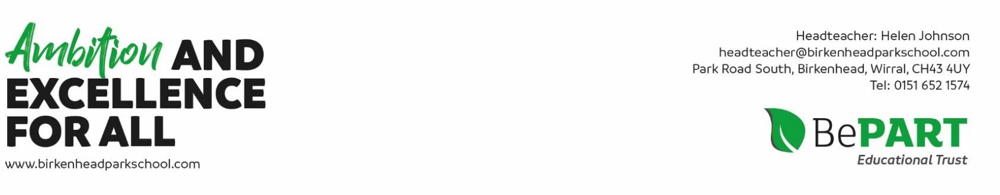 Ambition AND
EXCELLENCE
FOR ALL
www.birkenheadparkschool.com
Headteacher: Helen Johnson
headteacher@birkenheadparkschool.com
Park Road South, Birkenhead, Wirral, CH43 4UY
Tel: 0151 652 1574
BePART
Educational Trust